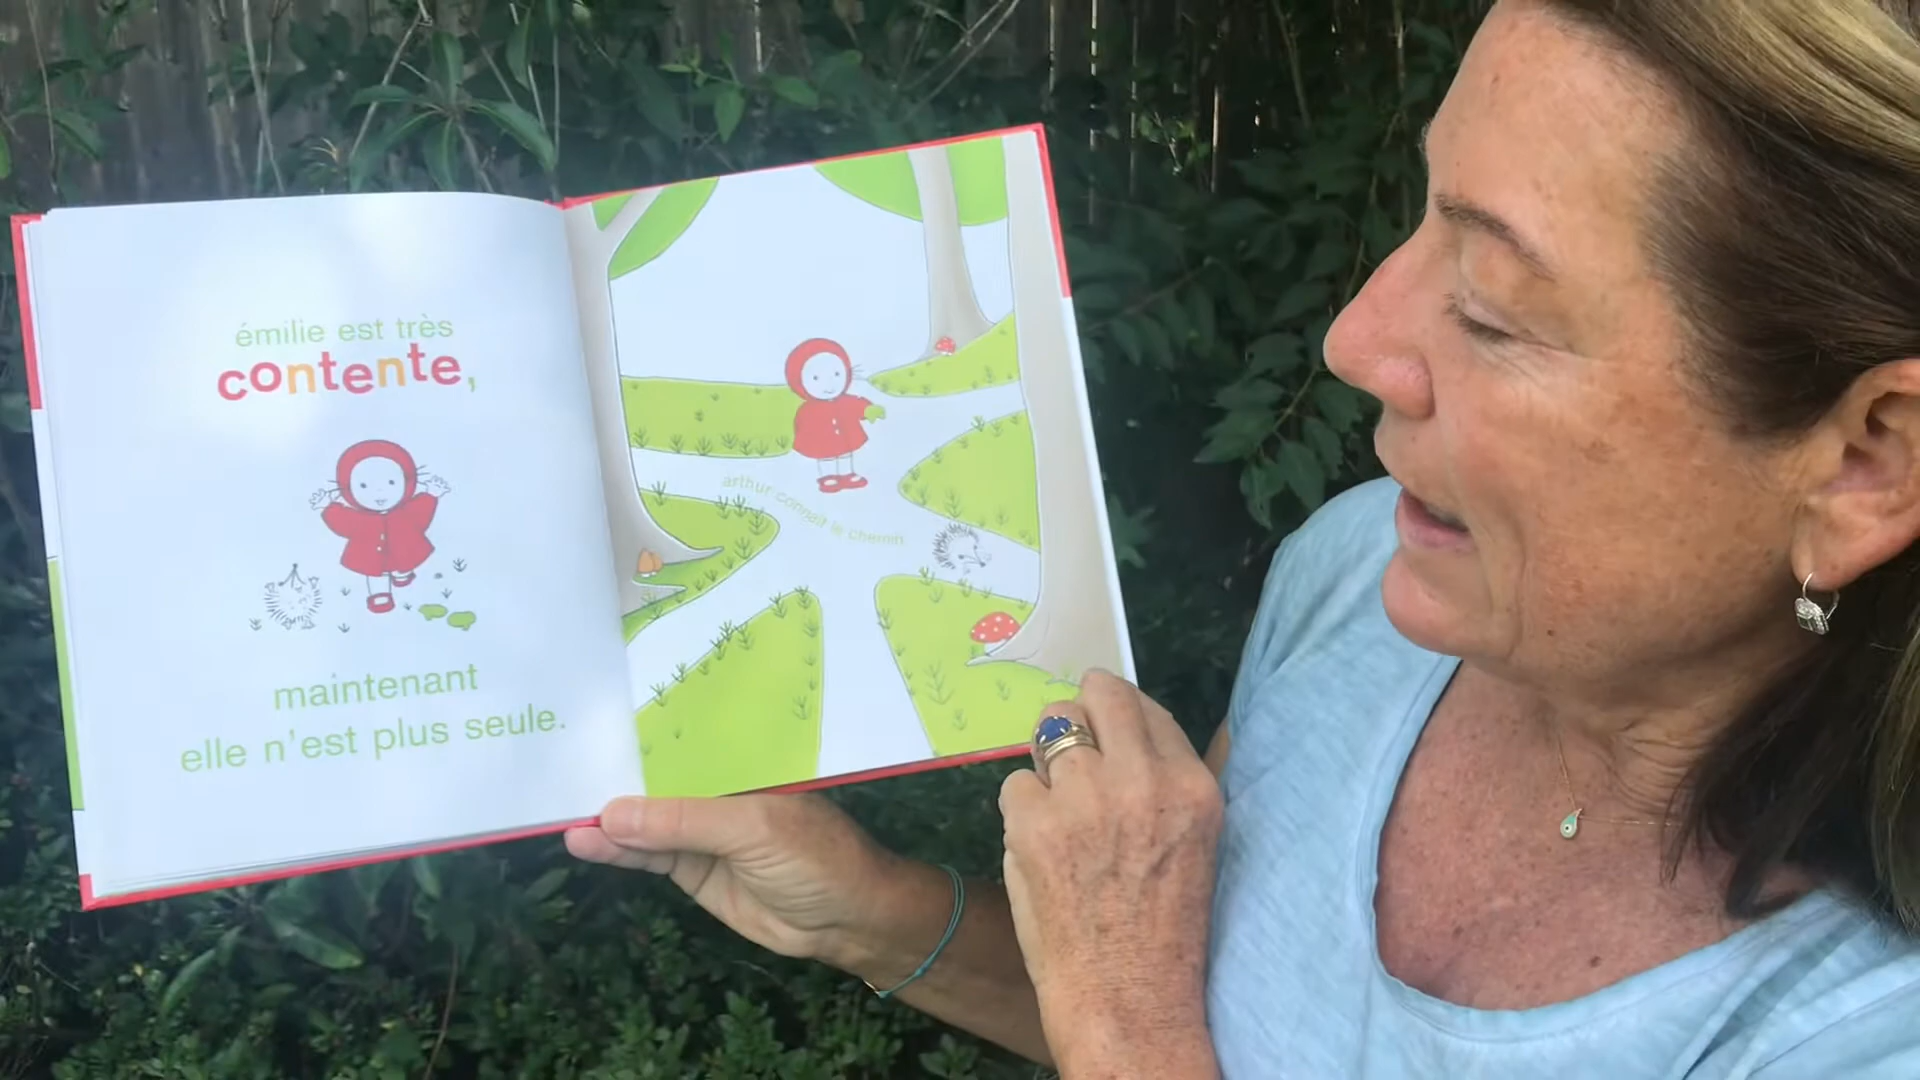 émilie est très
contente,
maintenant
elle n'est plus seule.
arthur connaît le chemin